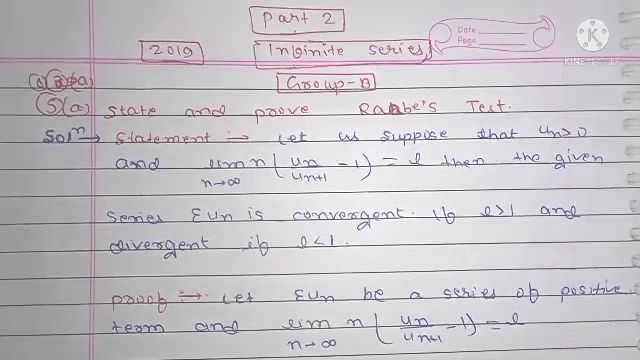 Part 2
2019 Infinite series,
Date
Page
KINEMASTER
Group-B
5(a) State and prove Raabe's Test.
Solⁿ → Statement :→ Let us suppose that uₙ>0
and lim n→∞ n(uₙ/uₙ₊₁ - 1) = l then the given
series Σuₙ is convergent. If l>1 and
divergent if l<1.
proof :→ Let Σuₙ be a series of positive
term and lim n→∞ n(uₙ/uₙ₊₁ - 1) = l